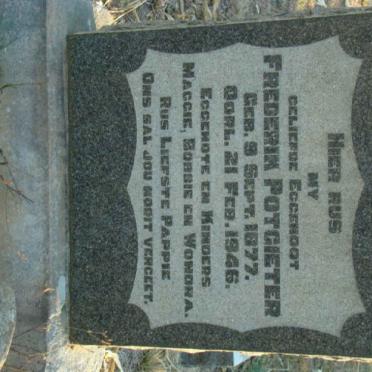 HIER RUS
MY
GELIEFDE EGGENOOT
FREDERIK POTGIETER
GEB. 9 SEPT. 1877.
OORL. 21 FEB. 1946.
EGGENOTE EN KINDERS
MAGGIE, BOBBIE EN WONDRA.
RUS LIEFSTE PAPPIE
ONS SAL JOU NOOIT VERGEET.